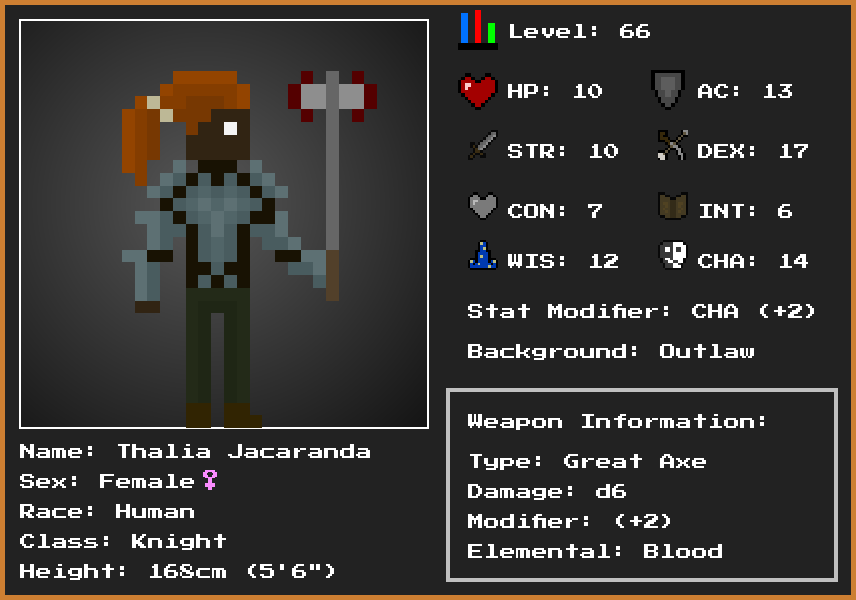 Level: 66
HP: 10 AC: 13
STR: 10 DEX: 17
CON: 7 INT: 6
WIS: 12 CHA: 14
Stat Modifier: CHA (+2)
Background: Outlaw
Weapon Information:
Type: Great Axe
Damage: d6
Modifier: (+2)
Elemental: Blood
Name: Thalia Jacaranda
Sex: Female♀
Race: Human
Class: Knight
Height: 168cm (5'6")